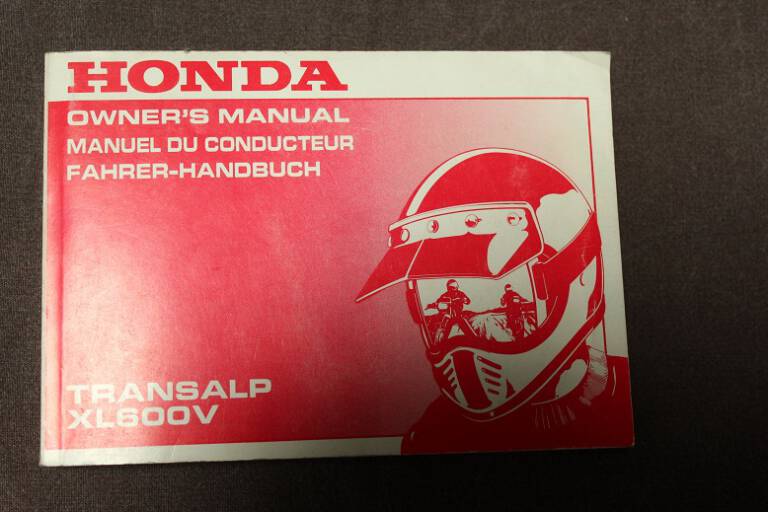 HONDA
OWNER'S MANUAL
MANUEL DU CONDUCTEUR
FAHRER-HANDBUCH
TRANSALP
XL600V